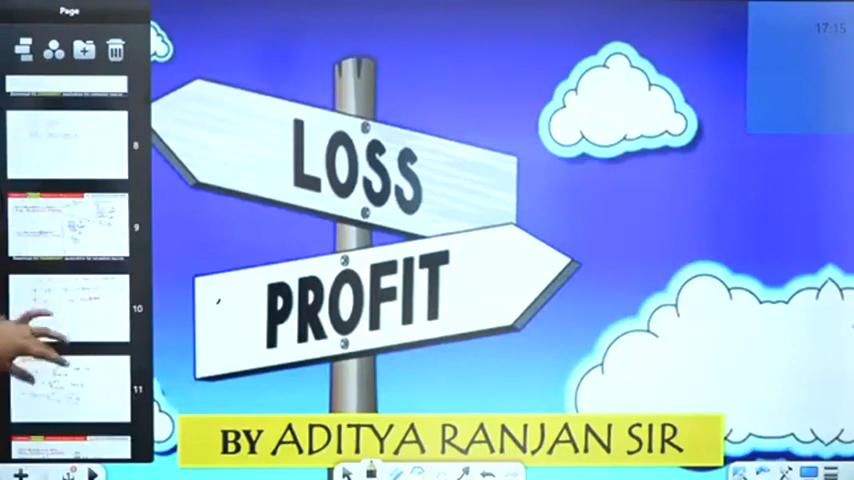 Page
17:15
8
9
10
11
LOSS
PROFIT
BY ADITYA RANJAN SIR